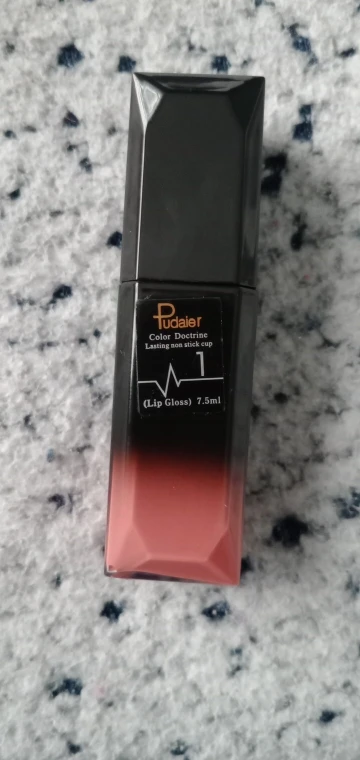 Pudaier
Color Doctrine
Lasting non stick cup
1
(Lip Gloss) 7.5ml